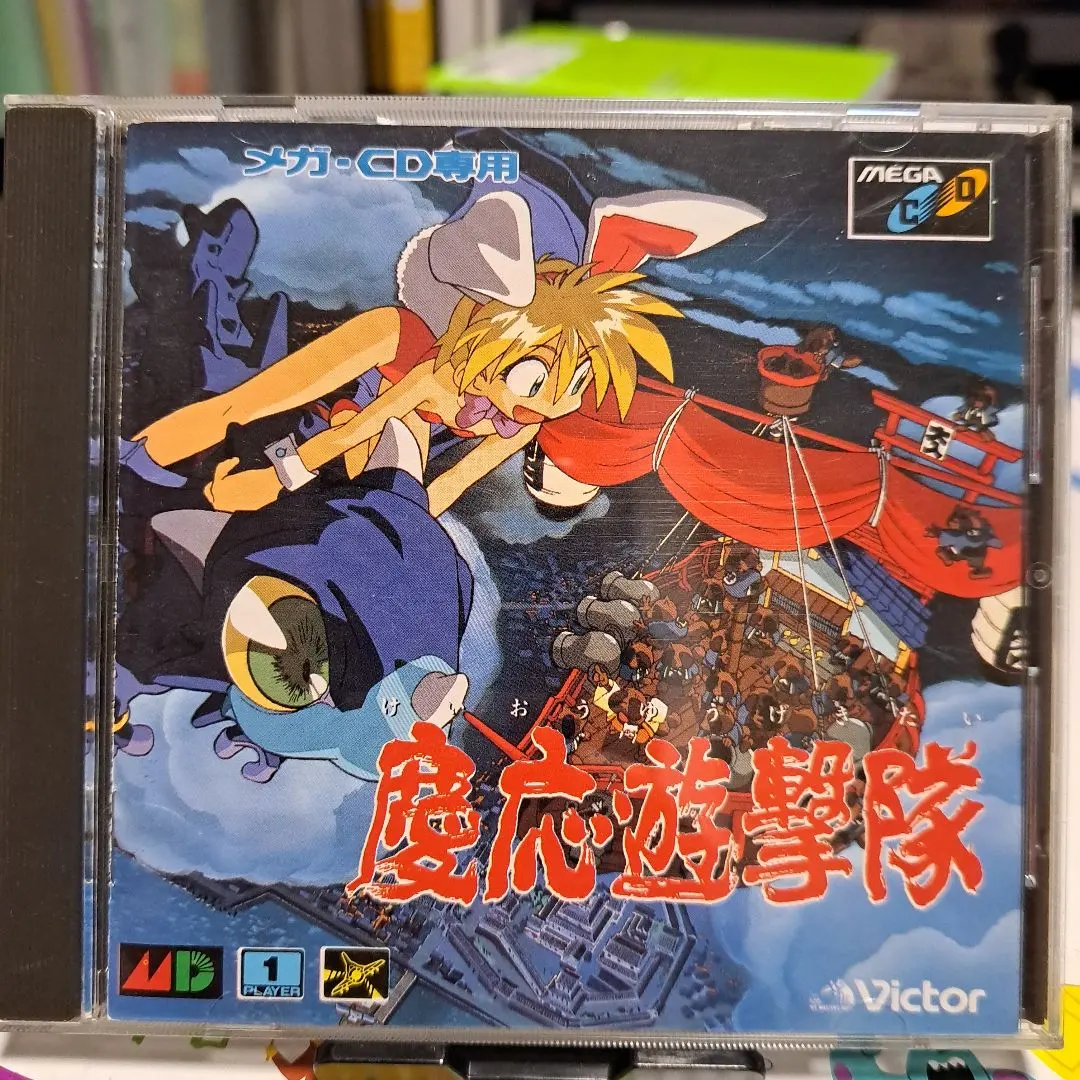 メガ・CD専用
MEGA
CD
けいおうゆうげきたい
慶応遊撃隊
MD
1
PLAYER
Victor